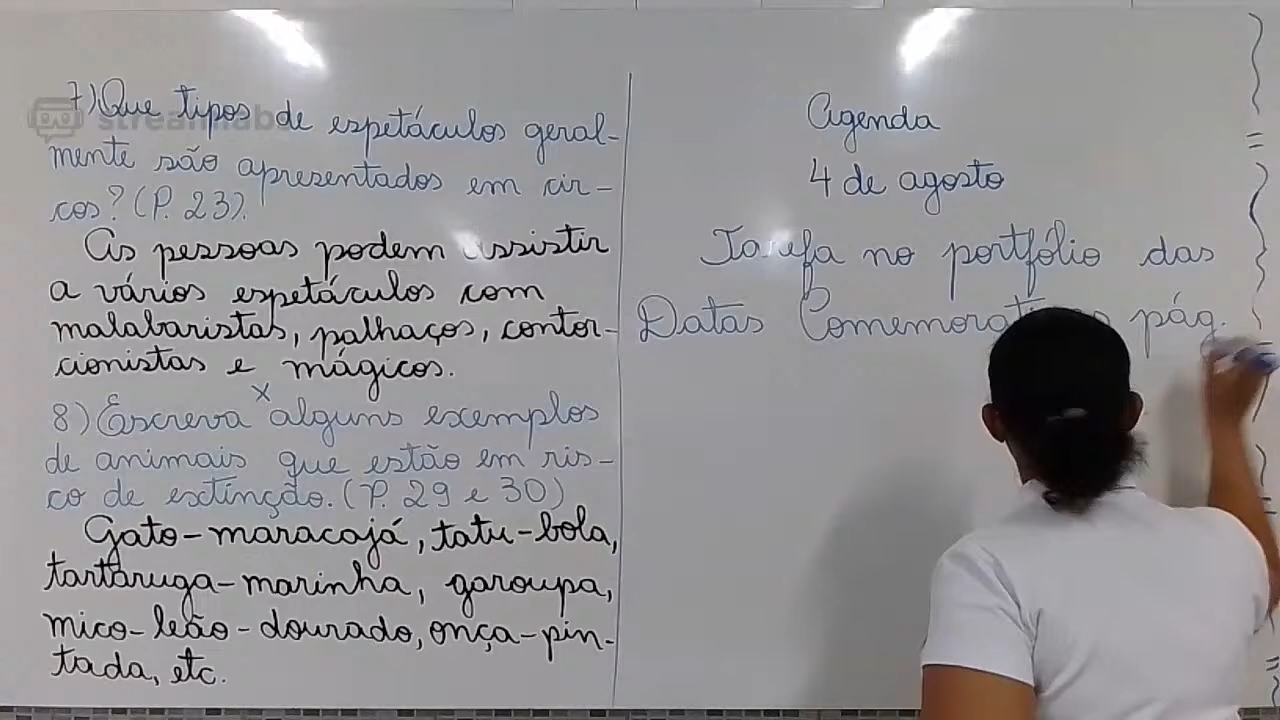 7) Que tipos de espetáculos geral-
mente são apresentados em cir-
cos? (P. 23).
As pessoas podem assistir
a vários espetáculos com
malabaristas, palhaços, contor-
cionistas e mágicos.
x
8) Escreva alguns exemplos
de animais que estão em ris-
co de extinção. (P. 29 e 30)
Gato-maracajá, tatu-bola,
tartaruga-marinha, garoupa,
mico-leão-dourado, onça-pin-
tada, etc.
Agenda
4 de agosto
Tarefa no portfólio das
Datas Comemorativas pág.
streamlabs